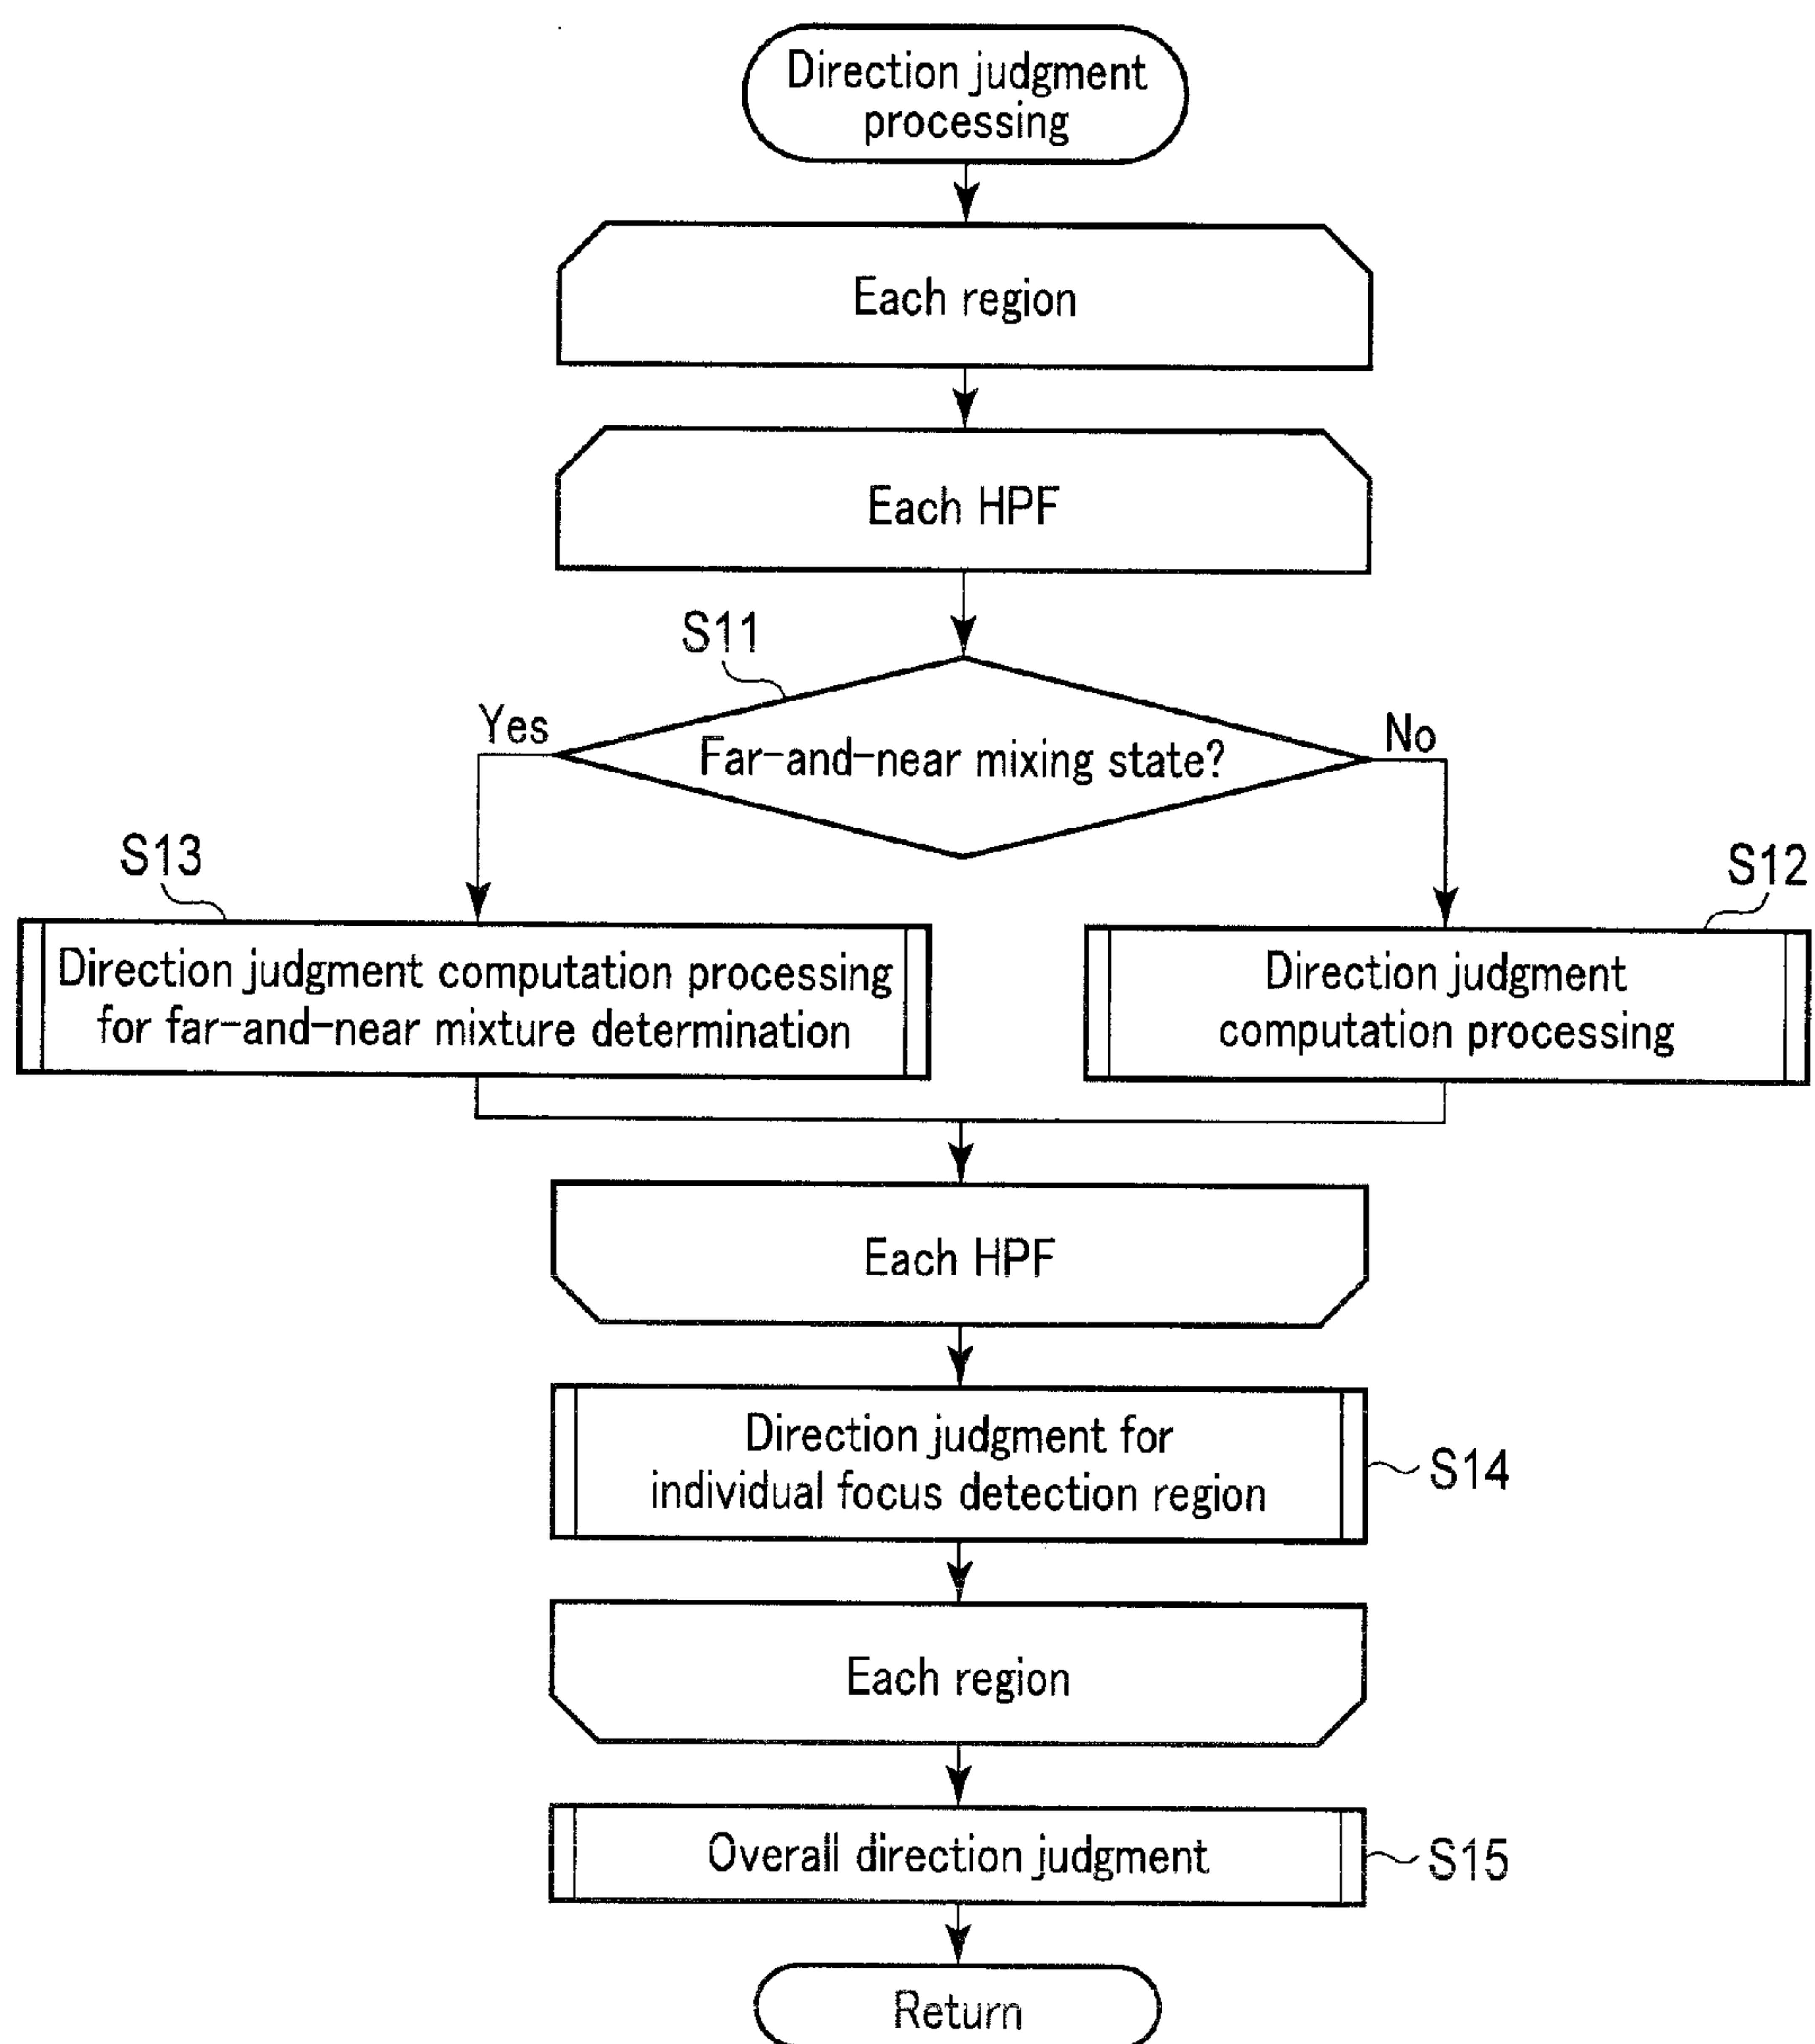 Direction judgment
processing
Each region
Each HPF
S11
Yes
Far-and-near mixing state?
No
S13
S12
Direction judgment computation processing
for far-and-near mixture determination
Direction judgment
computation processing
Each HPF
Direction judgment for
individual focus detection region
S14
Each region
Overall direction judgment
S15
Return